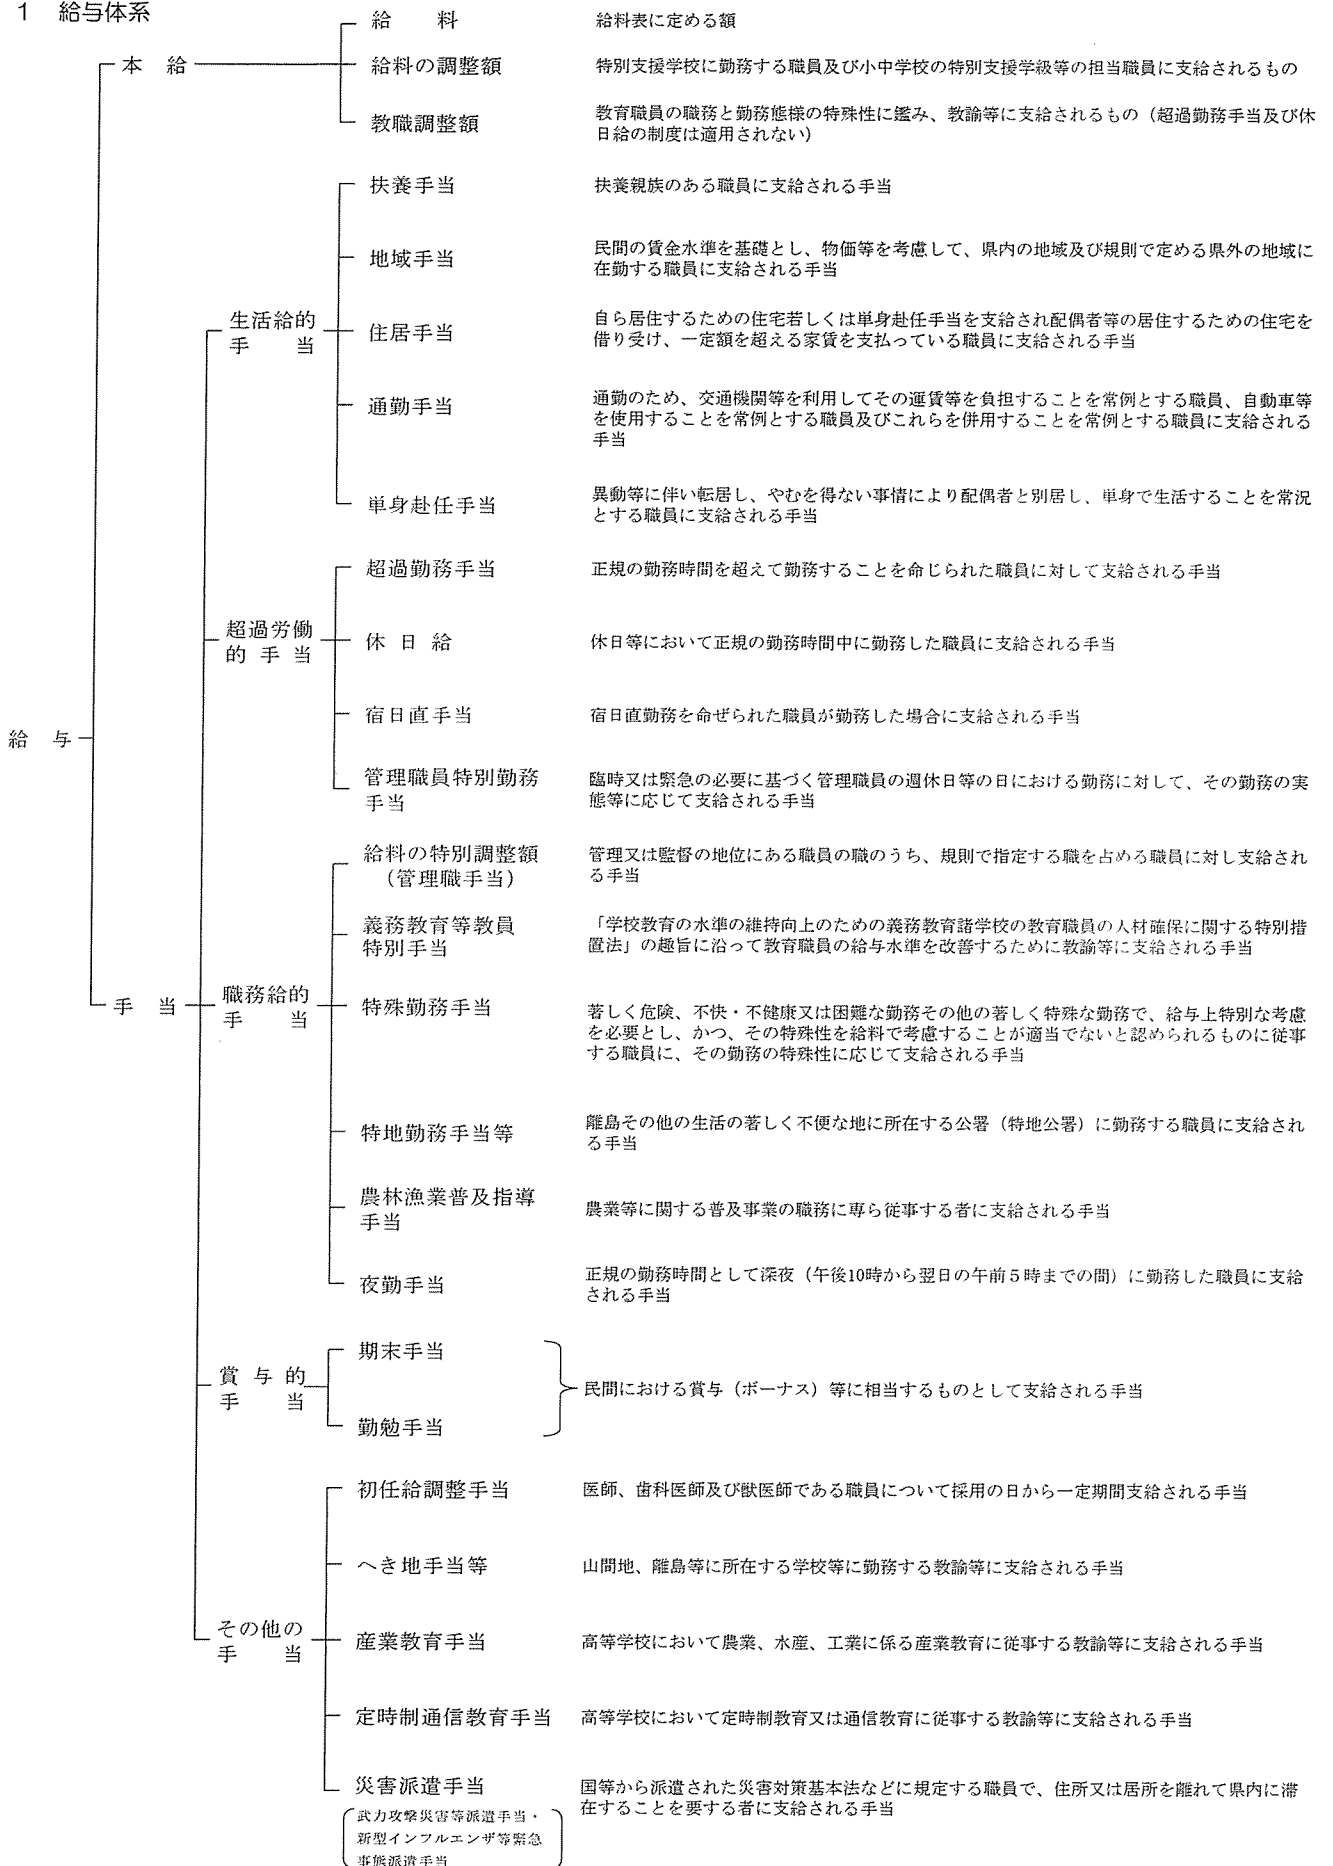 1 給与体系
給与
本給
給料
給料表に定める額
給料の調整額
特別支援学校に勤務する職員及び小中学校の特別支援学級等の担当職員に支給されるもの
教職調整額
教育職員の職務と勤務態様の特殊性に鑑み、教諭等に支給されるもの（超過勤務手当及び休
日給の制度は適用されない）
手当
生活給的
手当
扶養手当
扶養親族のある職員に支給される手当
地域手当
民間の賃金水準を基礎とし、物価等を考慮して、県内の地域及び規則で定める県外の地域に
在勤する職員に支給される手当
住居手当
自ら居住するための住宅若しくは単身赴任手当を支給され配偶者等の居住するための住宅を
借り受け、一定額を超える家賃を支払っている職員に支給される手当
通勤手当
通勤のため、交通機関等を利用してその運賃等を負担することを常例とする職員、自動車等
を使用することを常例とする職員及びこれらを併用することを常例とする職員に支給される
手当
単身赴任手当
異動等に伴い転居し、やむを得ない事情により配偶者と別居し、単身で生活することを常況
とする職員に支給される手当
超過労働
的手当
超過勤務手当
正規の勤務時間を超えて勤務することを命じられた職員に対して支給される手当
休日給
休日等において正規の勤務時間中に勤務した職員に支給される手当
宿日直手当
宿日直勤務を命ぜられた職員が勤務した場合に支給される手当
管理職員特別勤務
手当
臨時又は緊急の必要に基づく管理職員の週休日等の日における勤務に対して、その勤務の実
態等に応じて支給される手当
職務給的
手当
給料の特別調整額
（管理職手当）
管理又は監督の地位にある職員の職のうち、規則で指定する職を占める職員に対し支給され
る手当
義務教育等教員
特別手当
「学校教育の水準の維持向上のための義務教育諸学校の教育職員の人材確保に関する特別措
置法」の趣旨に沿って教育職員の給与水準を改善するために教諭等に支給される手当
特殊勤務手当
著しく危険、不快・不健康又は困難な勤務その他の著しく特殊な勤務で、給与上特別な考慮
を必要とし、かつ、その特殊性を給料で考慮することが適当でないと認められるものに従事
する職員に、その勤務の特殊性に応じて支給される手当
特地勤務手当等
離島その他の生活の著しく不便な地に所在する公署（特地公署）に勤務する職員に支給され
る手当
農林漁業普及指導
手当
農業等に関する普及事業の職務に専ら従事する者に支給される手当
夜勤手当
正規の勤務時間として深夜（午後10時から翌日の午前５時までの間）に勤務した職員に支給
される手当
賞与的
手当
期末手当
勤勉手当
民間における賞与（ボーナス）等に相当するものとして支給される手当
その他の
手当
初任給調整手当
医師、歯科医師及び獣医師である職員について採用の日から一定期間支給される手当
へき地手当等
山間地、離島等に所在する学校等に勤務する教諭等に支給される手当
産業教育手当
高等学校において農業、水産、工業に係る産業教育に従事する教諭等に支給される手当
定時制通信教育手当
高等学校において定時制教育又は通信教育に従事する教諭等に支給される手当
災害派遣手当
国等から派遣された災害対策基本法などに規定する職員で、住所又は居所を離れて県内に滞
在することを要する者に支給される手当
武力攻撃災害等派遣手当・
新型インフルエンザ等緊急
事態派遣手当